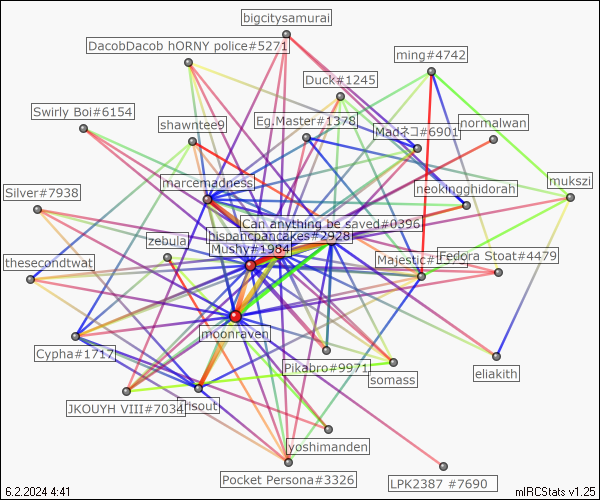 bigcitysamurai
DacobDacob hORNY police#5271
ming#4742
Duck#1245
Swirly Boi#6154
Eg.Master#1378
normalwan
shawntee9
Madネコ#6901
marcemadness
neokingghidorah
mukszi
Silver#7938
Can anything be saved#0396
hispancpancakes#2928
zebula
Mushy#1984
thesecondwat
Majestic
Fedora Stoat#4479
moonraven
Cypha#1717
Pikabro#9971
somass
eliakith
JKOUYH VIII#7034
risout
yoshimanden
Pocket Persona#3326
LPK2387 #7690
6.2.2024 4:41
mIRCStats v1.25